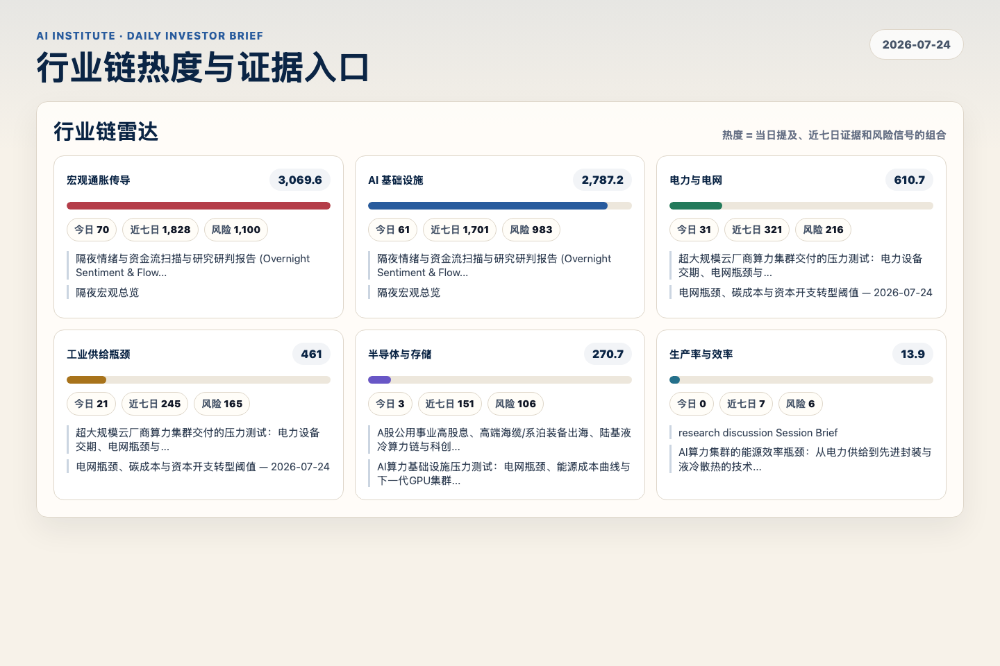 AI INSTITUTE · DAILY INVESTOR BRIEF
行业链热度与证据入口
2026-07-24
行业链雷达
热度 = 当日提及、近七日证据和风险信号的组合
宏观通胀传导
3,069.6
今日 70
近七日 1,828
风险 1,100
隔夜情绪与资金流扫描与研究研判报告 (Overnight
Sentiment & Flow...
隔夜宏观总览
AI 基础设施
2,787.2
今日 61
近七日 1,701
风险 983
隔夜情绪与资金流扫描与研究研判报告 (Overnight
Sentiment & Flow...
隔夜宏观总览
电力与电网
610.7
今日 31
近七日 321
风险 216
超大规模云厂商算力集群交付的压力测试：电力设备
交期、电网瓶颈与...
电网瓶颈、碳成本与资本开支转型阈值 — 2026-07-24
工业供给瓶颈
461
今日 21
近七日 245
风险 165
超大规模云厂商算力集群交付的压力测试：电力设备
交期、电网瓶颈与...
电网瓶颈、碳成本与资本开支转型阈值 — 2026-07-24
半导体与存储
270.7
今日 3
近七日 151
风险 106
A股公用事业高股息、高端海缆/系泊装备出海、陆基液
冷算力链与科创...
AI算力基础设施压力测试：电网瓶颈、能源成本曲线与
下一代GPU集群...
生产率与效率
13.9
今日 0
近七日 7
风险 6
research discussion Session Brief
AI算力集群的能源效率瓶颈：从电力供给到先进封装与
液冷散热的技术...